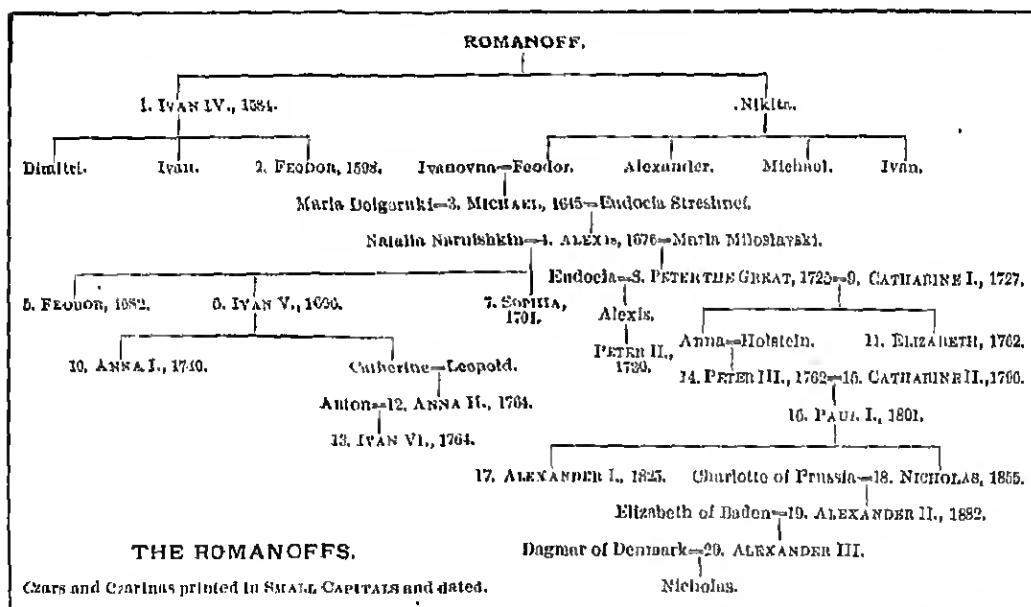 ROMANOFF.
1. IVAN IV., 1584. Nikita.
Dimitri. Ivan. 2. FEODOR, 1598. Ivanovna=Feodor. Alexander. Michael. Ivan.
Maria Dolgoruki=3. MICHAEL, 1645=Eudocia Streshnef.
Natalia Naruishkin=4. ALEXIS, 1676=Maria Miloslavski.
Eudocia=8. PETER THE GREAT, 1725=9. CATHARINE I., 1727.
5. FEODOR, 1682. 6. IVAN V., 7. SOPHIA,
1701. Alexis.
PETER II.,
1730.
Anna=Holstein. 11. ELIZABETH, 1762.
10. ANNA I., 1740. Catherine=Leopold.
14. PETER III., 1762=15. CATHARINE II., 1796.
Anton=12. ANNA II., 1764.
16. PAUL I., 1801.
13. IVAN VI., 1764.
17. ALEXANDER I., 1825. Charlotte of Prussia=18. NICHOLAS, 1855.
Elizabeth of Baden=19. ALEXANDER II., 1882.
THE ROMANOFFS.
Dagmar of Denmark=20. ALEXANDER III.
Czars and Czarinas printed in SMALL CAPITALS and dated.
Nicholas.